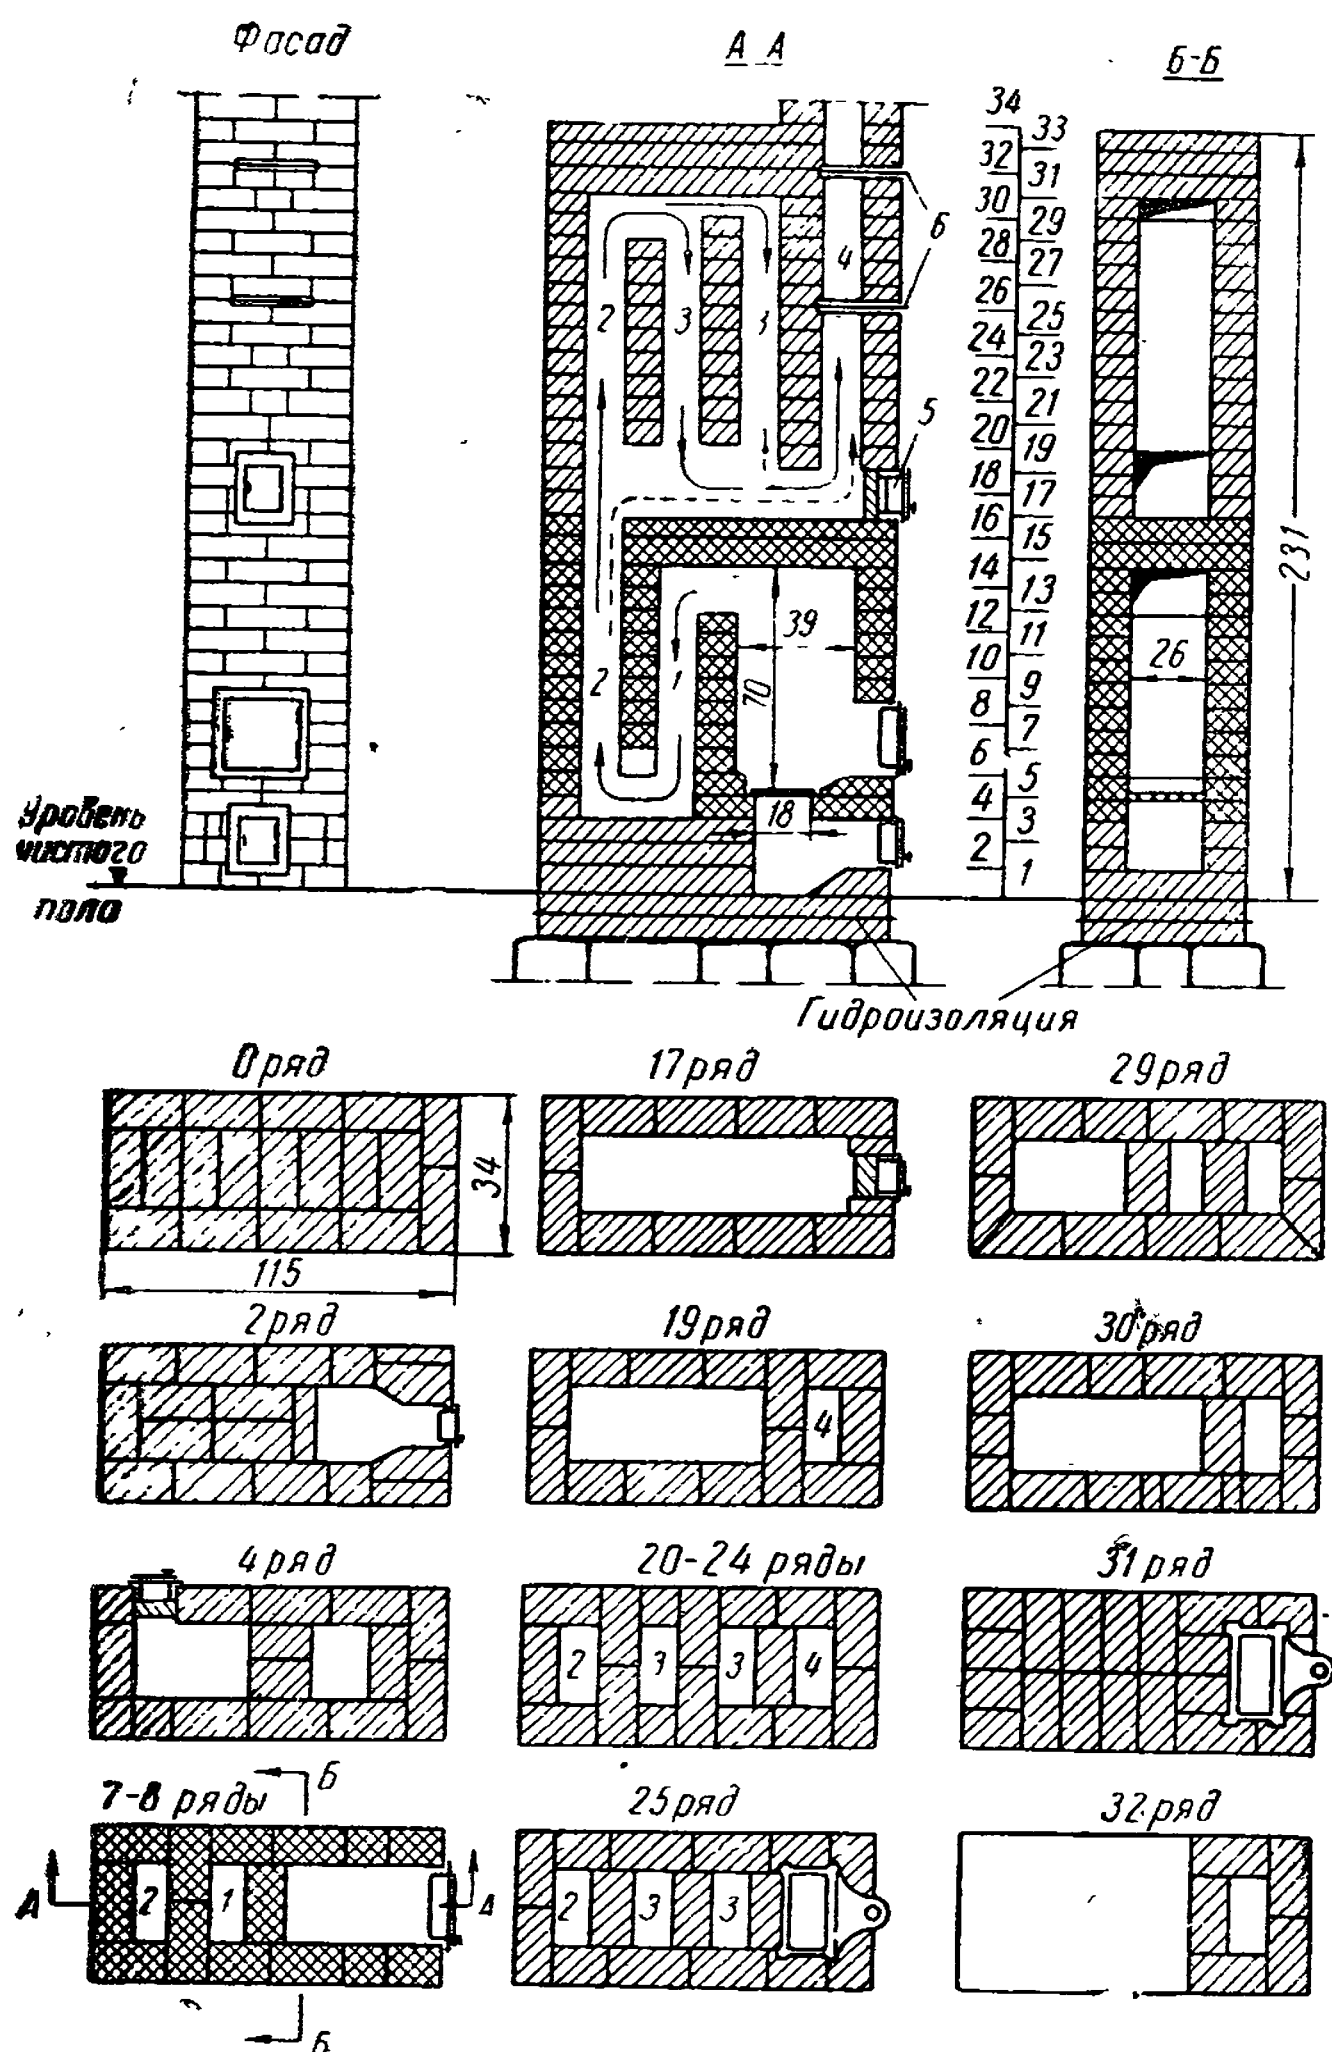 Фасад
А А
Б-Б
34
33
32
31
30
29
28
27
26
25
24
23
22
21
20
19
18
17
16
15
14
13
12
11
10
9
8
7
6
5
4
3
2
1
6
4
2
3
3
5
231
39
70
26
2
1
18
Уровень
чистого
пола
Гидроизоляция
0 ряд
17 ряд
29 ряд
34
115
2 ряд
19 ряд
30 ряд
4
4 ряд
20-24 ряды
31 ряд
2 3 3 4
7-8 ряды
Б
25 ряд
32 ряд
А 2 1 А
2 3 3
Б